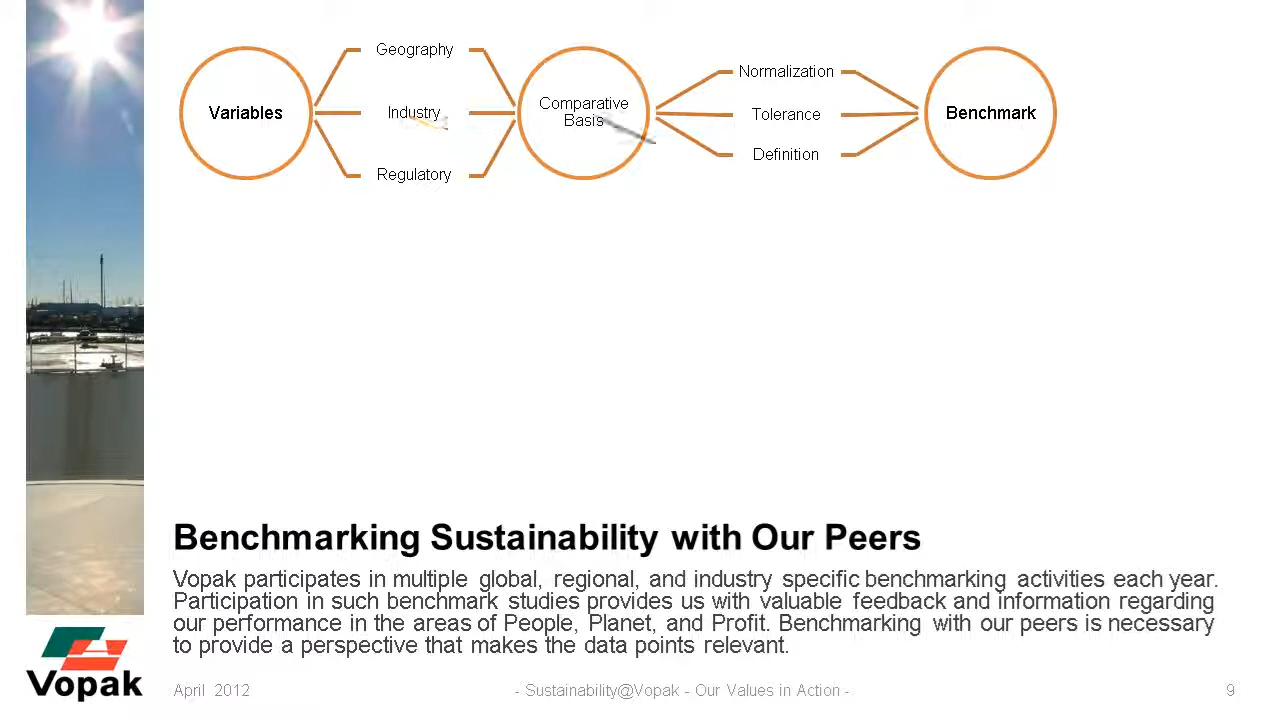 Geography
Normalization
Variables
Industry
Comparative
Basis
Tolerance
Benchmark
Definition
Regulatory
Benchmarking Sustainability with Our Peers
Vopak participates in multiple global, regional, and industry specific benchmarking activities each year.
Participation in such benchmark studies provides us with valuable feedback and information regarding
our performance in the areas of People, Planet, and Profit. Benchmarking with our peers is necessary
to provide a perspective that makes the data points relevant.
Vopak
April 2012
- Sustainability@Vopak - Our Values in Action -
9